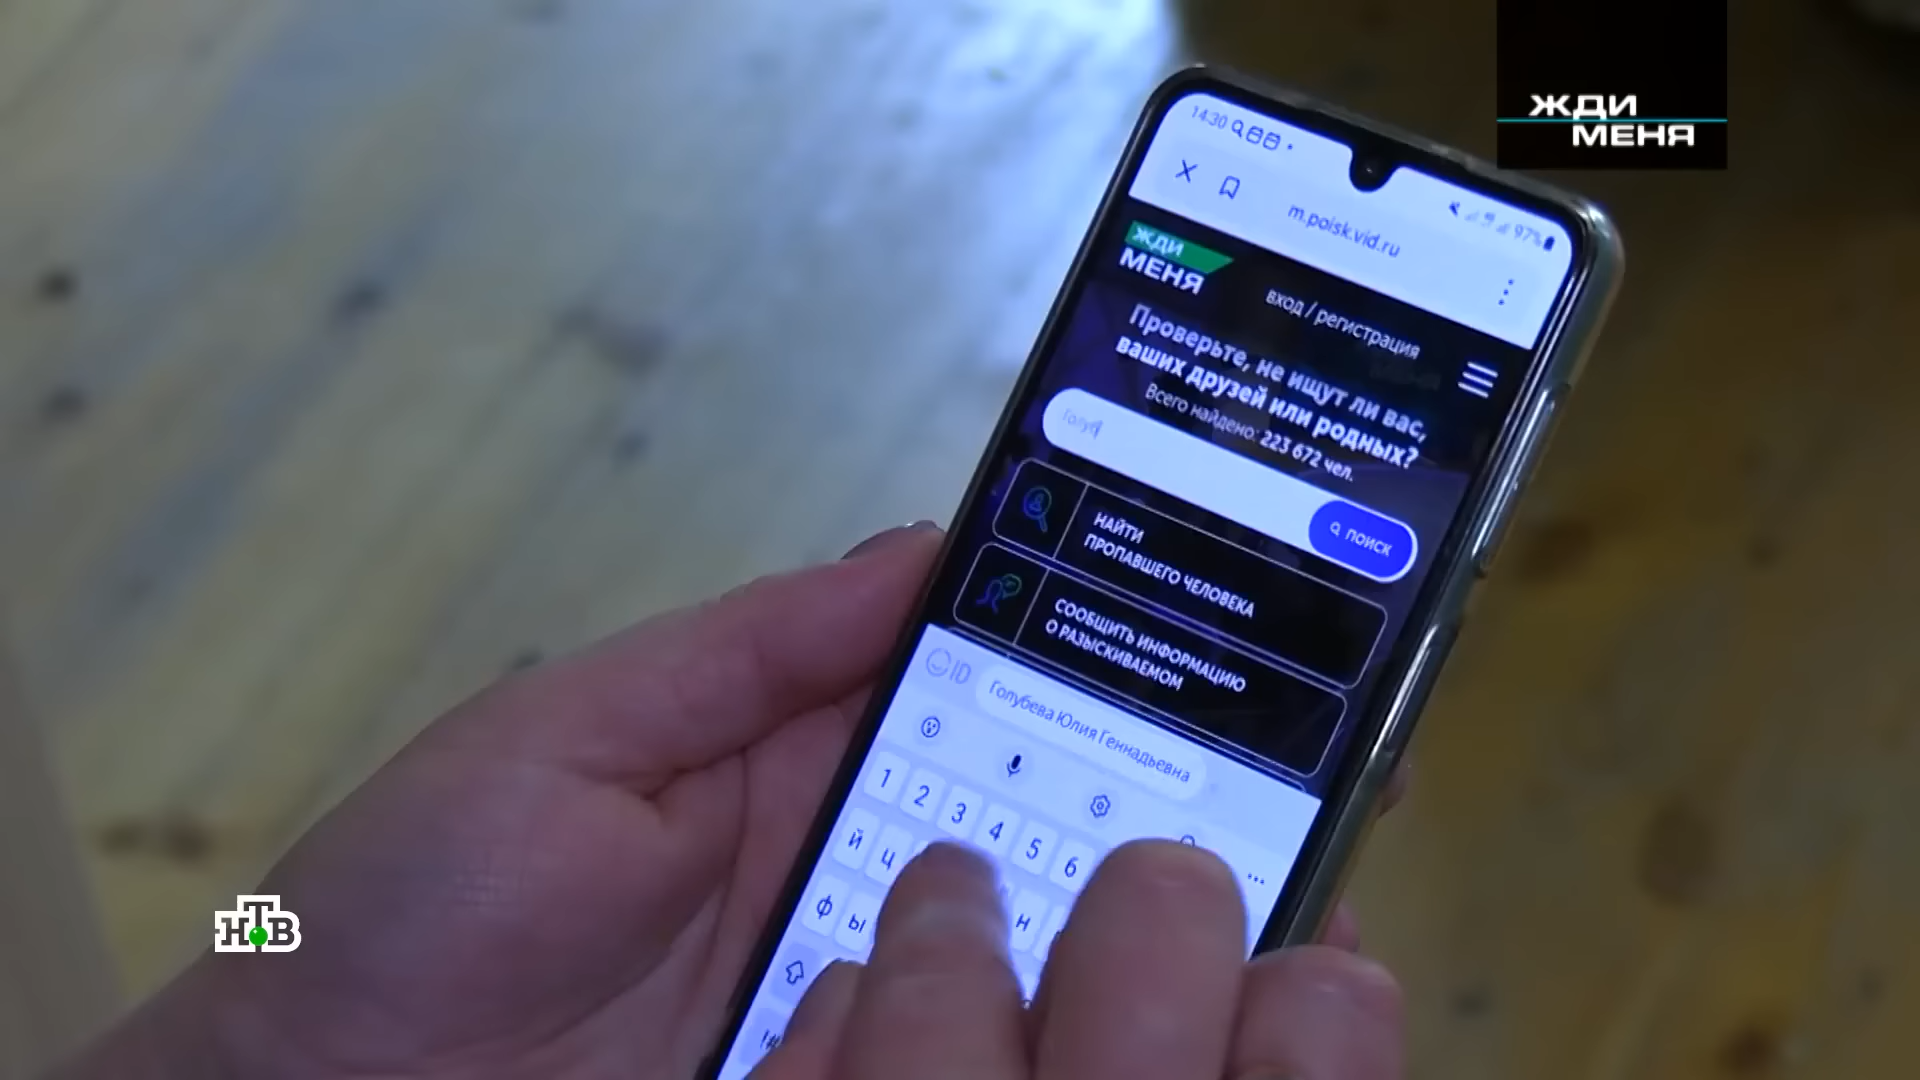 ЖДИ
МЕНЯ
14:30
97%
m.poisk.vid.ru
ЖДИ
МЕНЯ
вход / регистрация
Проверьте, не ищут ли вас,
ваших друзей или родных?
Всего найдено: 223 672 чел.
Голуб
ПОИСК
НАЙТИ
ПРОПАВШЕГО ЧЕЛОВЕКА
СООБЩИТЬ ИНФОРМАЦИЮ
О РАЗЫСКИВАЕМОМ
ID Голубева Юлия Геннадьевна
1 2 3 4 5 6
й ц
ф ы
н
НТВ